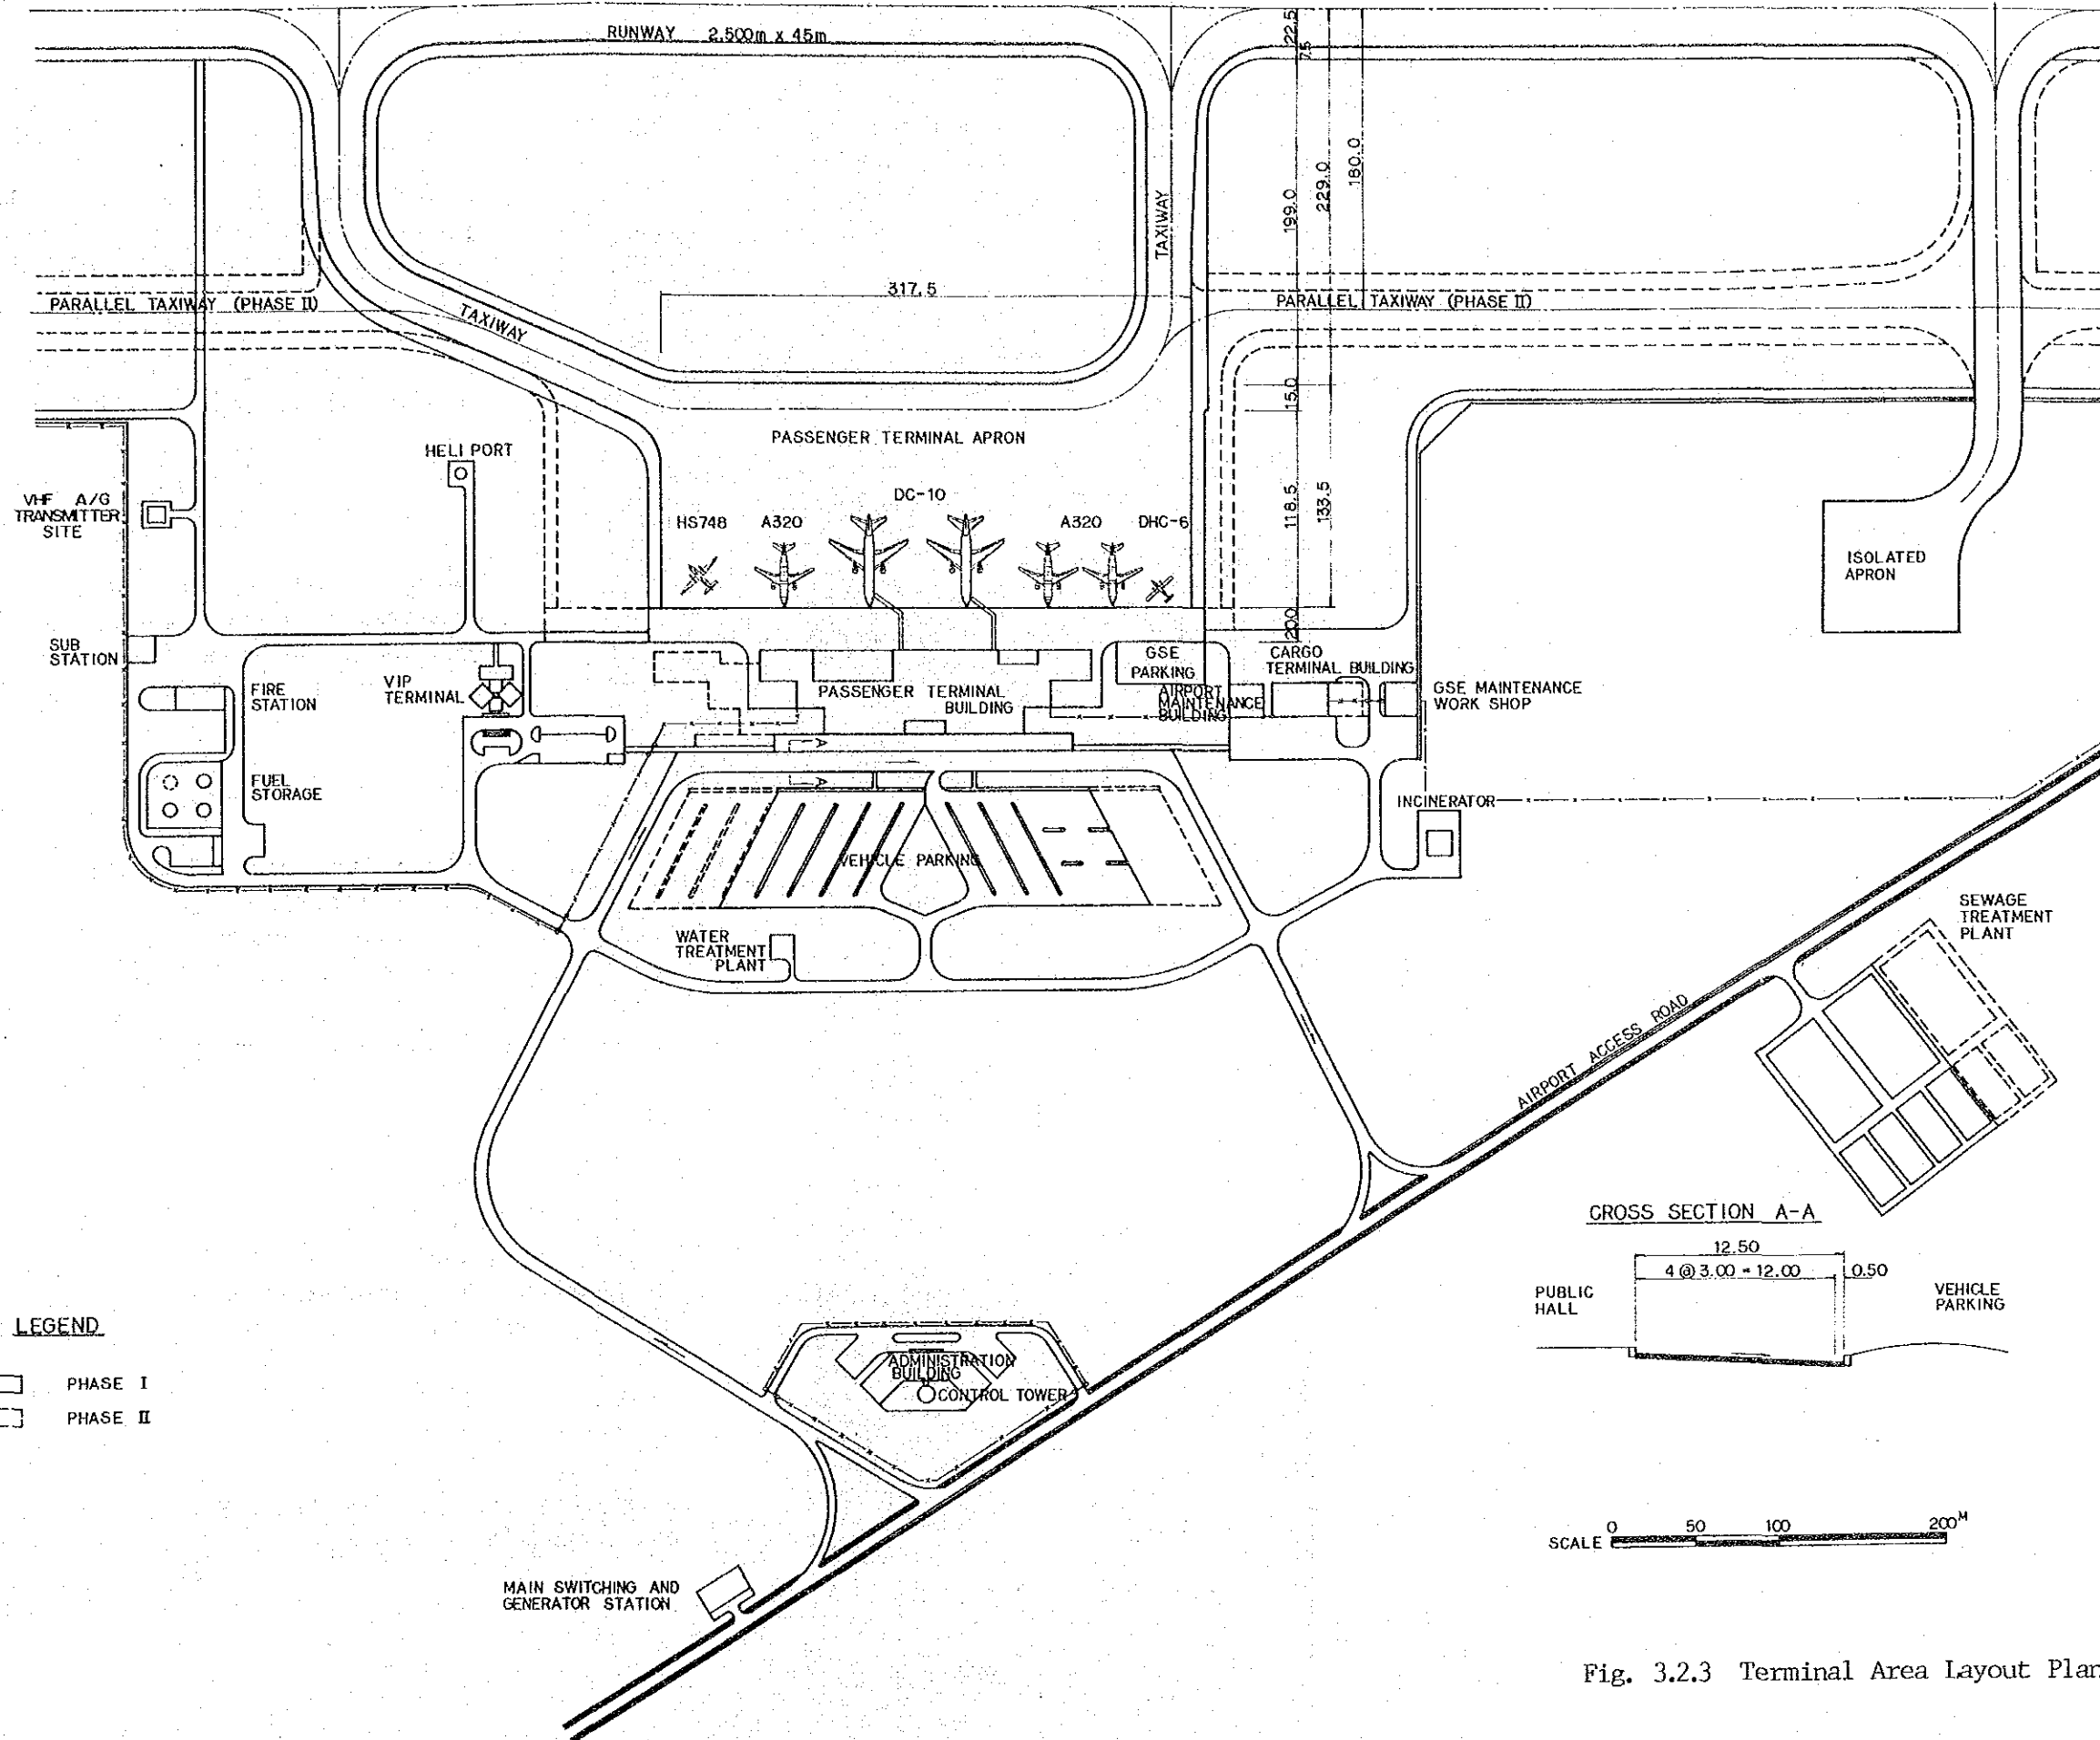 RUNWAY 2.500m x 45m
22.5
7.5
199.0
229.0
180.0
TAXIWAY
317.5
PARALLEL TAXIWAY (PHASE II)
TAXIWAY
PARALLEL TAXIWAY (PHASE II)
15.0
PASSENGER TERMINAL APRON
HELI PORT
VHF A/G
TRANSMITTER
SITE
DC-10
HS748
A320
A320
DHC-6
118.5
133.5
ISOLATED
APRON
20.0
SUB
STATION
GSE
PARKING
CARGO
TERMINAL BUILDING
FIRE
STATION
VIP
TERMINAL
PASSENGER TERMINAL
BUILDING
AIRPORT
MAINTENANCE
BUILDING
GSE MAINTENANCE
WORK SHOP
A
A
FUEL
STORAGE
INCINERATOR
VEHICLE PARKING
WATER
TREATMENT
PLANT
SEWAGE
TREATMENT
PLANT
AIRPORT ACCESS ROAD
CROSS SECTION A-A
12.50
4 @ 3.00 = 12.00
0.50
PUBLIC
HALL
VEHICLE
PARKING
LEGEND
PHASE I
PHASE II
ADMINISTRATION
BUILDING
CONTROL TOWER
SCALE
0 50 100 200M
MAIN SWITCHING AND
GENERATOR STATION
Fig. 3.2.3 Terminal Area Layout Plan